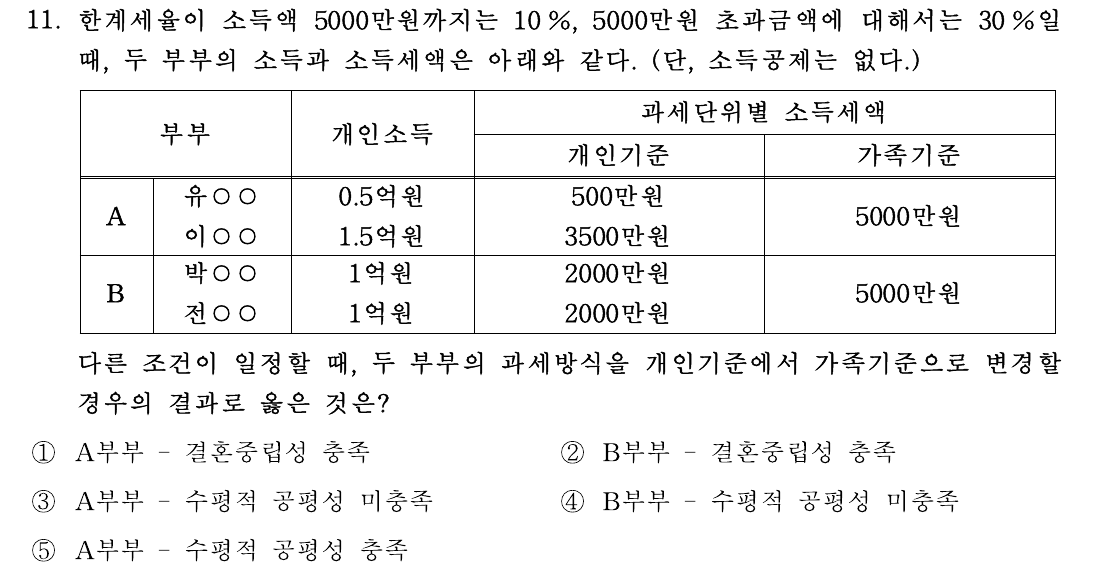 11. 한계세율이 소득액 5000만원까지는 10 %, 5000만원 초과금액에 대해서는 30 %일
때, 두 부부의 소득과 소득세액은 아래와 같다. (단, 소득공제는 없다.)
부부 개인소득 과세단위별 소득세액
개인기준 가족기준
A 유○○ 0.5억원 500만원 5000만원
이○○ 1.5억원 3500만원
B 박○○ 1억원 2000만원 5000만원
전○○ 1억원 2000만원
다른 조건이 일정할 때, 두 부부의 과세방식을 개인기준에서 가족기준으로 변경할
경우의 결과로 옳은 것은?
① A부부 - 결혼중립성 충족 ② B부부 - 결혼중립성 충족
③ A부부 - 수평적 공평성 미충족 ④ B부부 - 수평적 공평성 미충족
⑤ A부부 - 수평적 공평성 충족